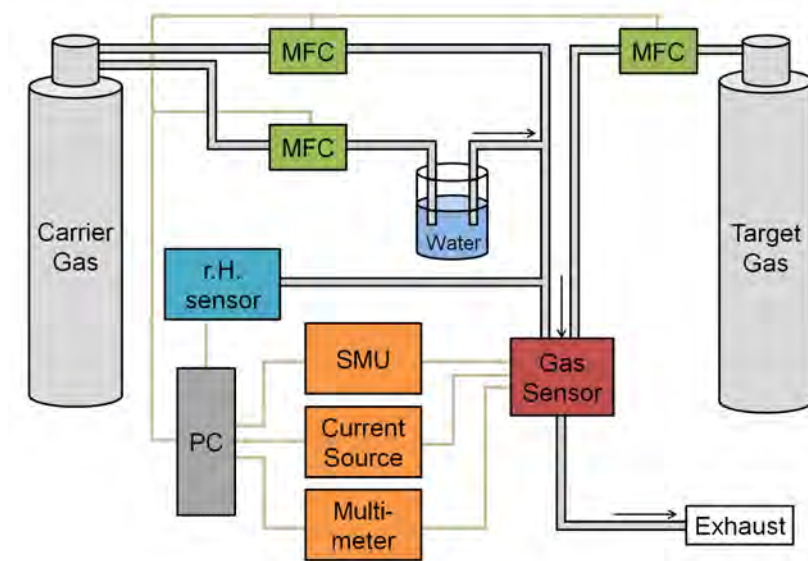 MFC
MFC
MFC
Carrier
Gas
Water
Target
Gas
r.H.
sensor
SMU
Gas
Sensor
PC
Current
Source
Multi-
meter
Exhaust